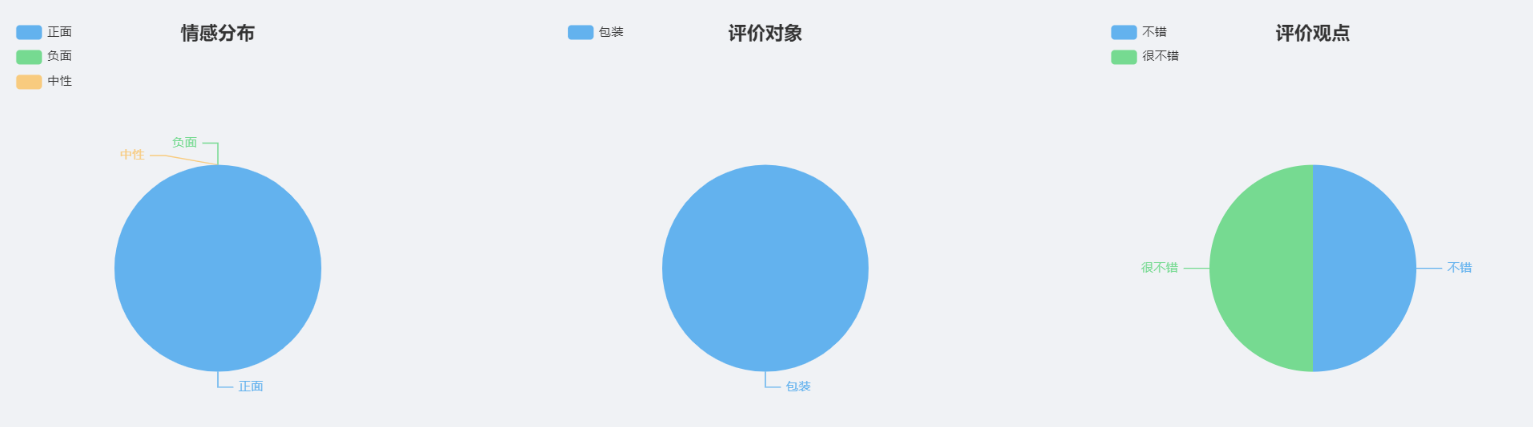 情感分布
正面
负面
中性
负面
中性
正面
评价对象
包装
包装
评价观点
不错
很不错
很不错
不错